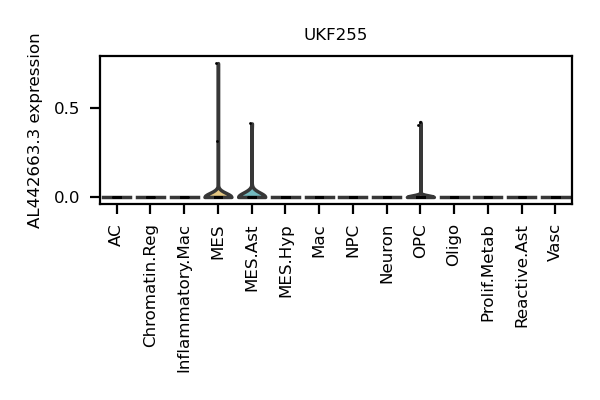 UKF255
AL442663.3 expression
0.5
0.0
AC
Chromatin.Reg
Inflammatory.Mac
MES
MES.Ast
MES.Hyp
Mac
NPC
Neuron
OPC
Oligo
Prolif.Metab
Reactive.Ast
Vasc